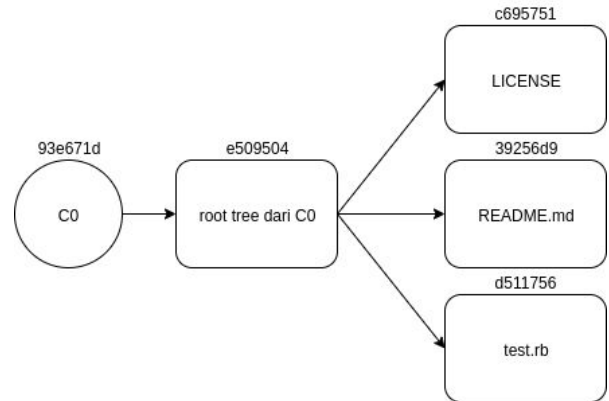 93e671d
C0
e509504
root tree dari C0
c695751
LICENSE
39256d9
README.md
d511756
test.rb